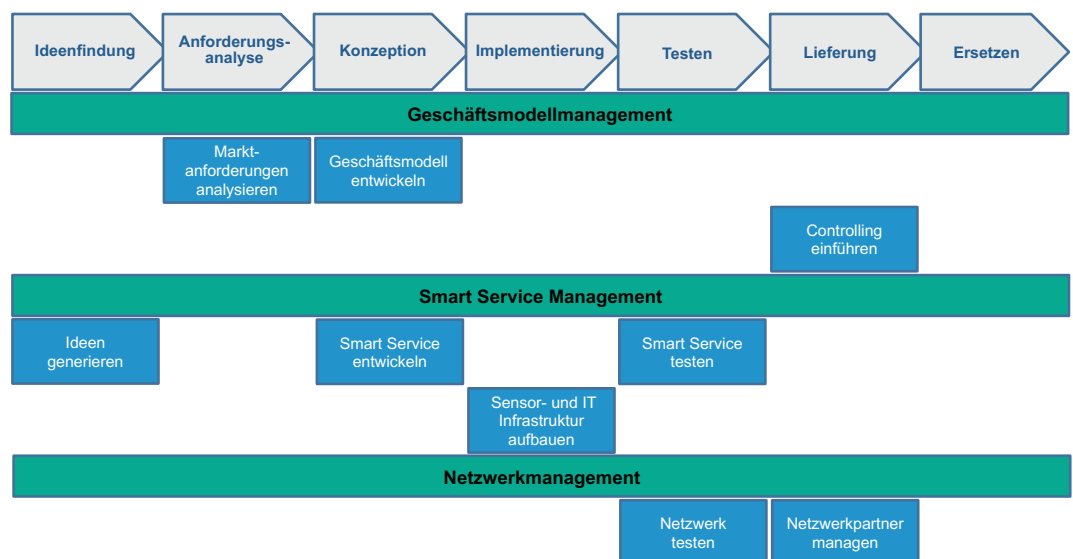 Ideenfindung
Anforderungs-
analyse
Konzeption
Implementierung
Testen
Lieferung
Ersetzen
Geschäftsmodellmanagement
Markt-
anforderungen
analysieren
Geschäftsmodell
entwickeln
Controlling
einführen
Smart Service Management
Ideen
generieren
Smart Service
entwickeln
Smart Service
testen
Sensor- und IT
Infrastruktur
aufbauen
Netzwerkmanagement
Netzwerk
testen
Netzwerkpartner
managen